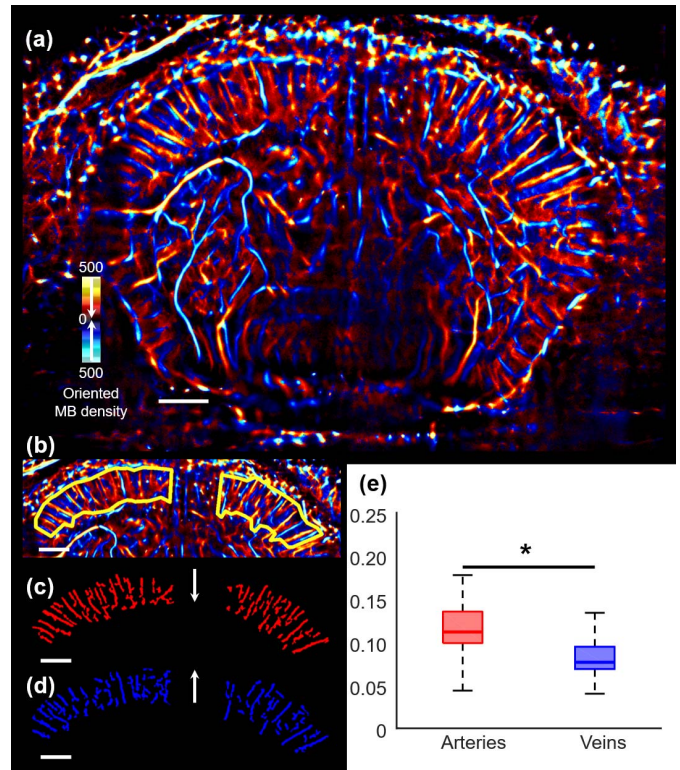 (a)
500
0
500
Oriented
MB density
(b)
(c)
(d)
(e)
0.25
0.20
0.15
*
0.10
0.05
0
Arteries Veins